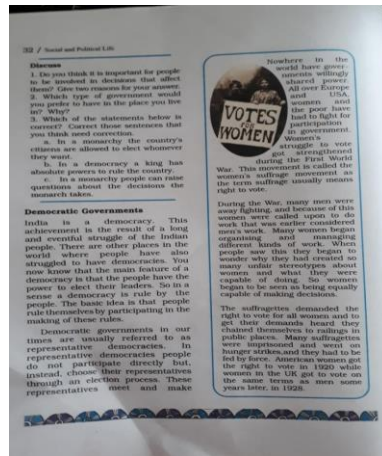 32 / Social and Political Life
Discuss
1. Do you think it is important for people
to be involved in decisions that affect
them? Give two reasons for your answer.
2. Which type of government would
you prefer to have in the place you live
in? Why?
3. Which of the statements below is
correct? Correct those sentences that
you think need correction.
a. In a monarchy the country's
citizens are allowed to elect whomever
they want.
b. In a democracy a king has
absolute powers to rule the country.
c. In a monarchy people can raise
questions about the decisions the
monarch takes.
Democratic Governments
India is a democracy. This
achievement is the result of a long
and eventful struggle of the Indian
people. There are other places in the
world where people have also
struggled to have democracies. You
now know that the main feature of a
democracy is that the people have the
power to elect their leaders. So in a
sense a democracy is rule by the
people. The basic idea is that people
rule themselves by participating in the
making of these rules.
Democratic governments in our
times are usually referred to as
representative democracies. In
representative democracies people
do not participate directly but,
instead, choose their representatives
through an election process. These
representatives meet and make
VOTES
FOR
WOMEN
Nowhere in the
world have gover-
nments willingly
shared power.
All over Europe
and USA,
women and
the poor have
had to fight for
participation
in government.
Women's
struggle to vote
got strengthened
during the First World
War. This movement is called the
women's suffrage movement as
the term suffrage usually means
right to vote.
During the War, many men were
away fighting, and because of this
women were called upon to do
work that was earlier considered
men's work. Many women began
organising and managing
different kinds of work. When
people saw this they began to
wonder why they had created so
many unfair stereotypes about
women and what they were
capable of doing. So women
began to be seen as being equally
capable of making decisions.
The suffragettes demanded the
right to vote for all women and to
get their demands heard they
chained themselves to railings in
public places. Many suffragettes
were imprisoned and went on
hunger strikes, and they had to be
fed by force. American women got
the right to vote in 1920 while
women in the UK got to vote on
the same terms as men some
years later, in 1928.